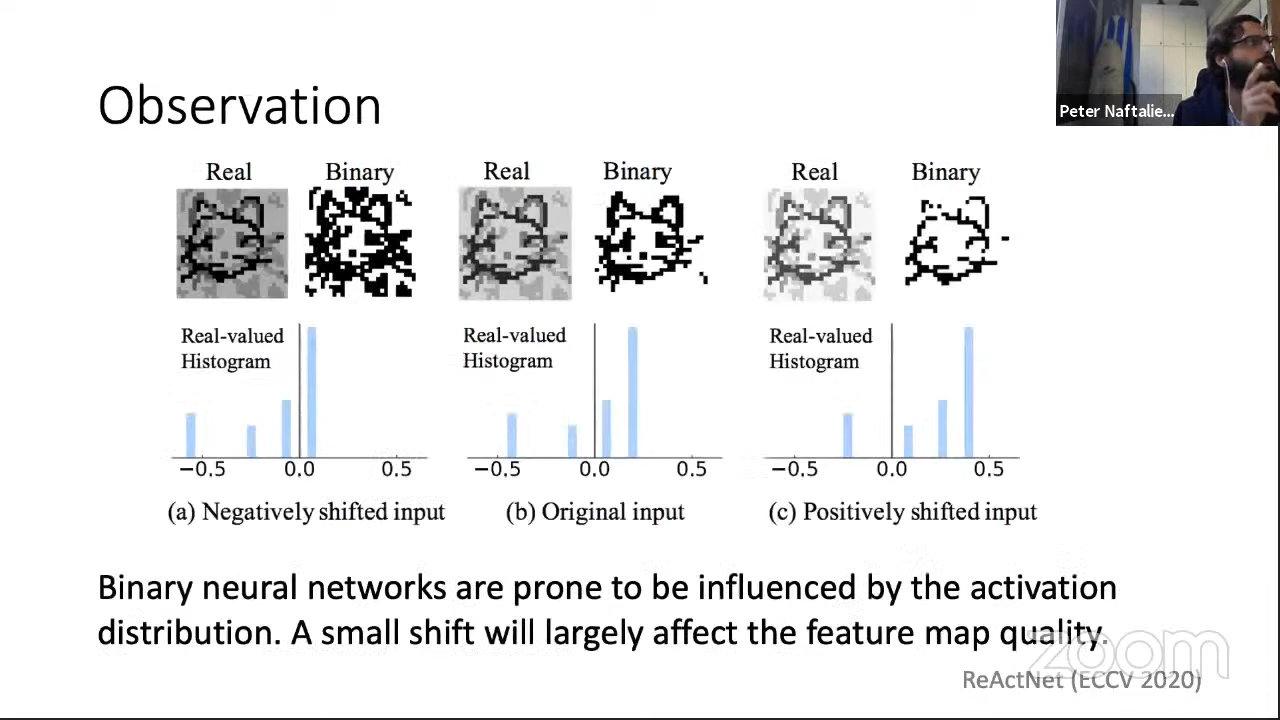 Peter Naftalie...
Observation
Real Binary Real Binary Real Binary
Real-valued
Histogram
−0.5 0.0 0.5
Real-valued
Histogram
−0.5 0.0 0.5
Real-valued
Histogram
−0.5 0.0 0.5
(a) Negatively shifted input
(b) Original input
(c) Positively shifted input
Binary neural networks are prone to be influenced by the activation
distribution. A small shift will largely affect the feature map quality.
zoom
ReActNet (ECCV 2020)